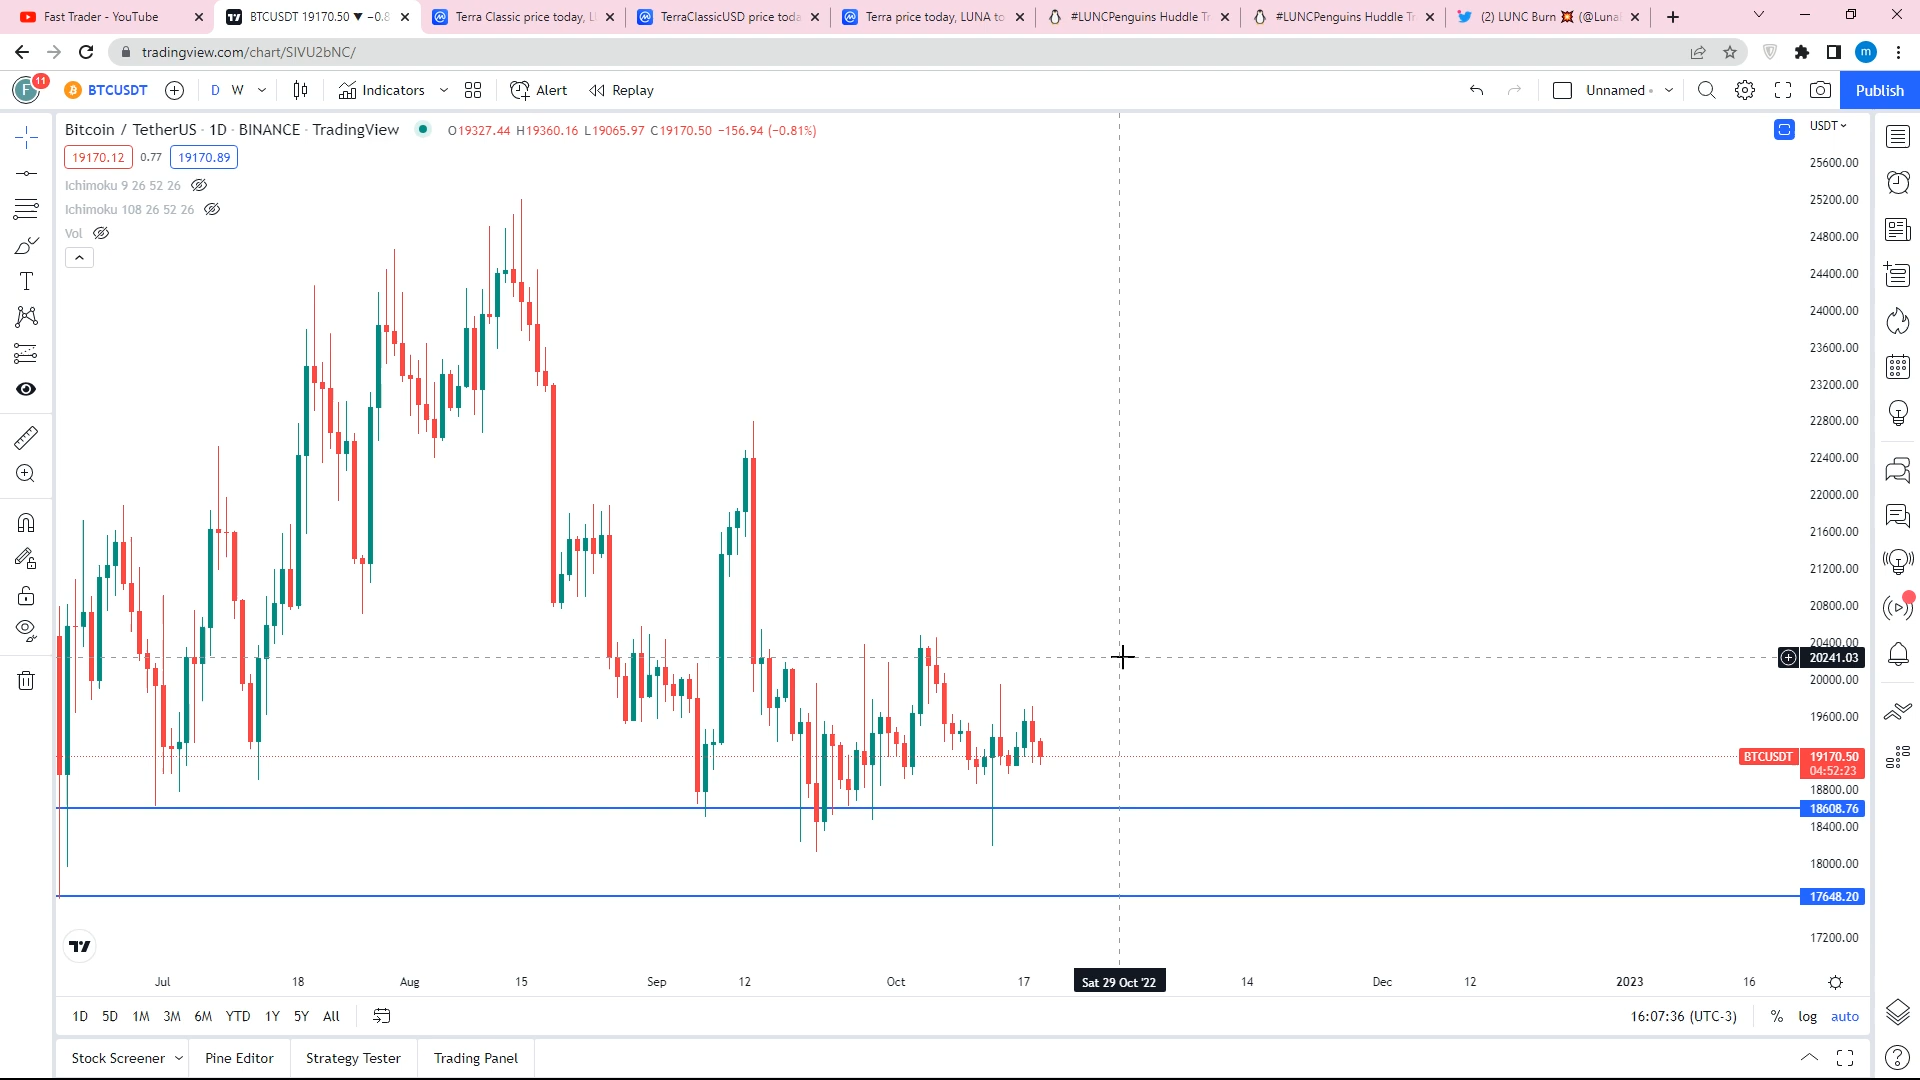 Fast Trader - YouTube
BTCUSDT 19170.50 ▼ −0.8
Terra Classic price today, L
TerraClassicUSD price toda
Terra price today, LUNA to
#LUNCPenguins Huddle Tr
#LUNCPenguins Huddle Tr
(2) LUNC Burn 💥 (@Luna
tradingview.com/chart/SIVU2bNC/
m
F
11
BTCUSDT
D W
Indicators
Alert
Replay
Unnamed
Publish
Bitcoin / TetherUS · 1D · BINANCE · TradingView
O19327.44 H19360.16 L19065.97 C19170.50 −156.94 (−0.81%)
USDT
19170.12 0.77 19170.89
Ichimoku 9 26 52 26
Ichimoku 108 26 52 26
Vol
25600.00
25200.00
24800.00
24400.00
24000.00
23600.00
23200.00
22800.00
22400.00
22000.00
21600.00
21200.00
20800.00
20400.00
20241.03
20000.00
19600.00
BTCUSDT 19170.50
04:52:23
18800.00
18608.76
18400.00
18000.00
17648.20
17200.00
Jul 18 Aug 15 Sep 12 Oct 17 Sat 29 Oct '22 14 Dec 12 2023 16
1D 5D 1M 3M 6M YTD 1Y 5Y All
16:07:36 (UTC-3) % log auto
Stock Screener Pine Editor Strategy Tester Trading Panel